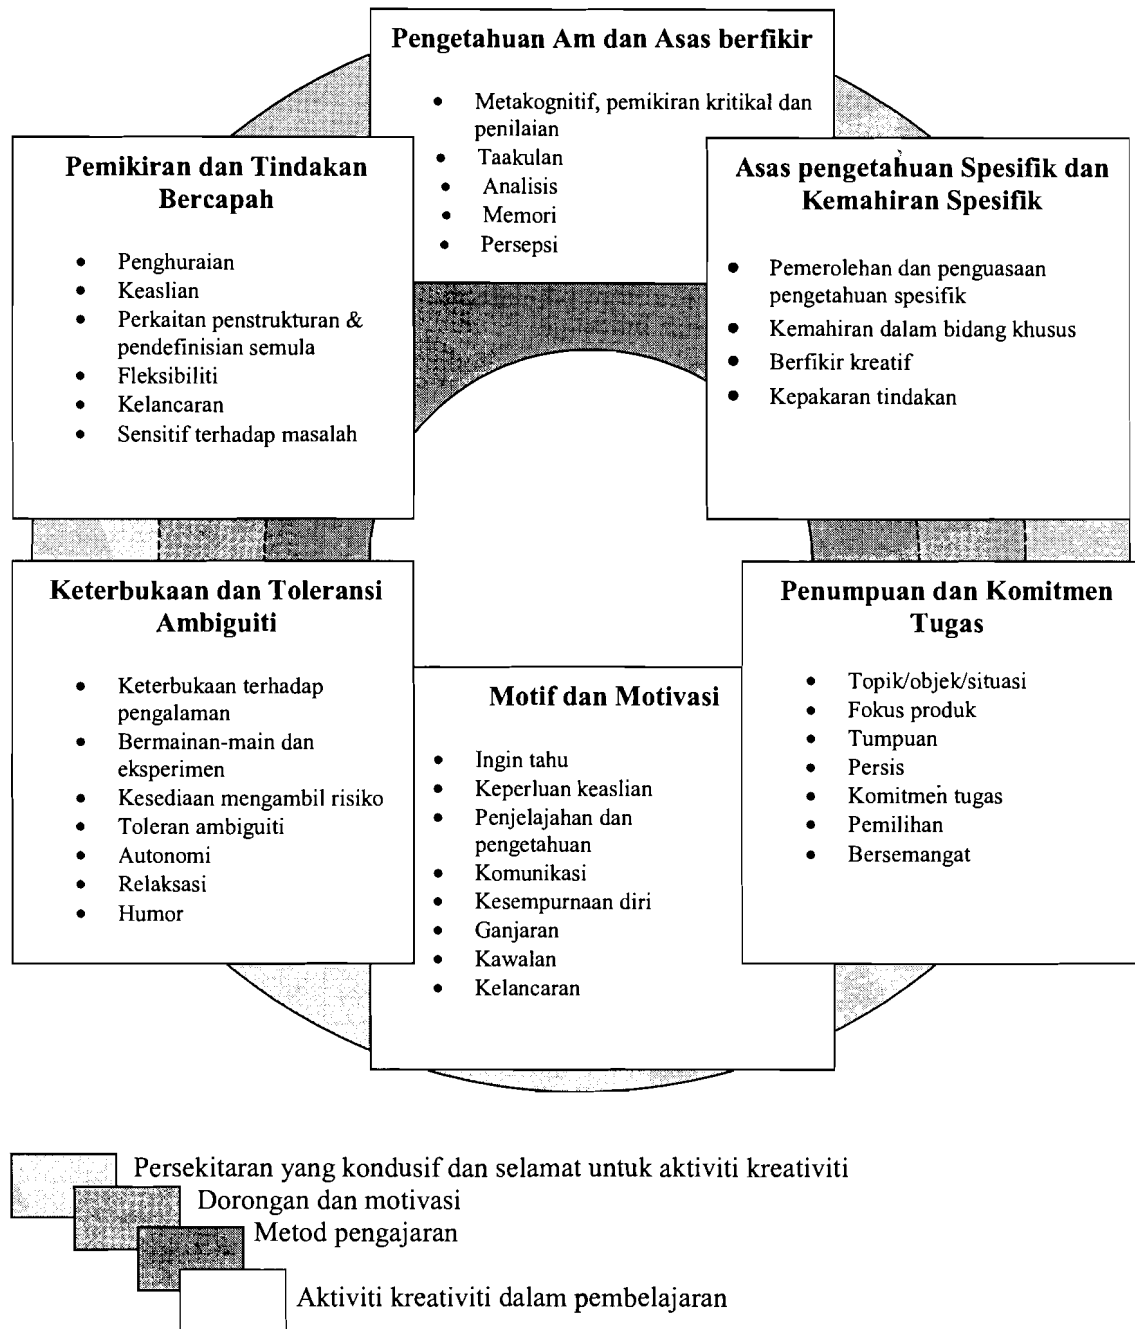 Pengetahuan Am dan Asas berfikir
• Metakognitif, pemikiran kritikal dan
penilaian
• Taakulan
• Analisis
• Memori
• Persepsi
Pemikiran dan Tindakan
Bercapah
• Penghuraian
• Keaslian
• Perkaitan penstrukturan &
pendefinisian semula
• Fleksibiliti
• Kelancaran
• Sensitif terhadap masalah
Asas pengetahuan Spesifik dan
Kemahiran Spesifik
• Pemerolehan dan penguasaan
pengetahuan spesifik
• Kemahiran dalam bidang khusus
• Berfikir kreatif
• Kepakaran tindakan
Keterbukaan dan Toleransi
Ambiguiti
• Keterbukaan terhadap
pengalaman
• Bermainan-main dan
eksperimen
• Kesediaan mengambil risiko
• Toleran ambiguiti
• Autonomi
• Relaksasi
• Humor
Motif dan Motivasi
• Ingin tahu
• Keperluan keaslian
• Penjelajahan dan
pengetahuan
• Komunikasi
• Kesempurnaan diri
• Ganjaran
• Kawalan
• Kelancaran
Penumpuan dan Komitmen
Tugas
• Topik/objek/situasi
• Fokus produk
• Tumpuan
• Persis
• Komitmen tugas
• Pemilihan
• Bersemangat
Persekitaran yang kondusif dan selamat untuk aktiviti kreativiti
Dorongan dan motivasi
Metod pengajaran
Aktiviti kreativiti dalam pembelajaran